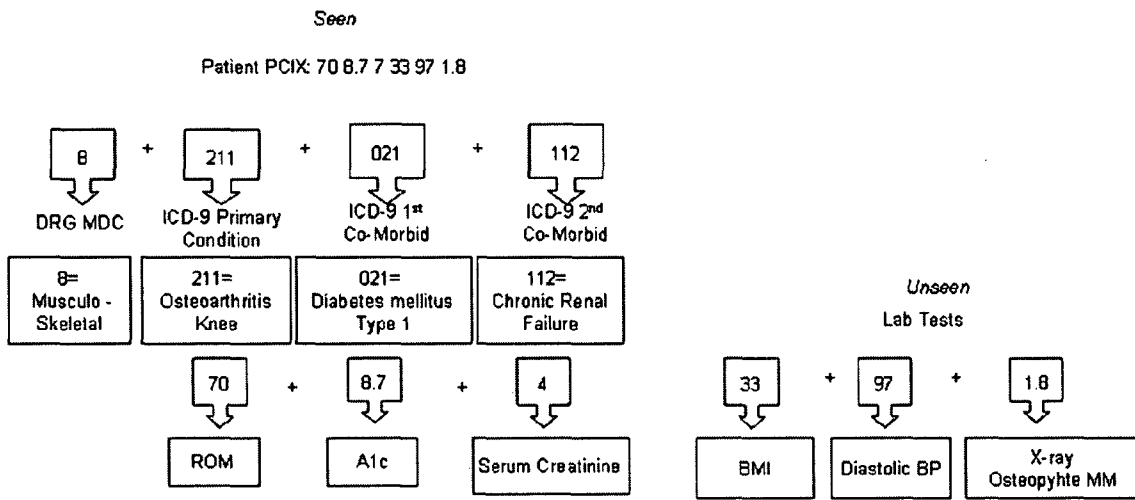 Seen
Patient PCIX: 70 8.7 7 33 97 1.8
8 + 211 + 021 + 112
DRG MDC
ICD-9 Primary
Condition
ICD-9 1st
Co-Morbid
ICD-9 2nd
Co-Morbid
8=
Musculo -
Skeletal
211=
Osteoarthritis
Knee
021=
Diabetes mellitus
Type 1
112=
Chronic Renal
Failure
70 + 8.7 + 4
ROM
A1c
Serum Creatinine
Unseen
Lab Tests
33 + 97 + 1.8
BMI
Diastolic BP
X-ray
Osteopyhte MM